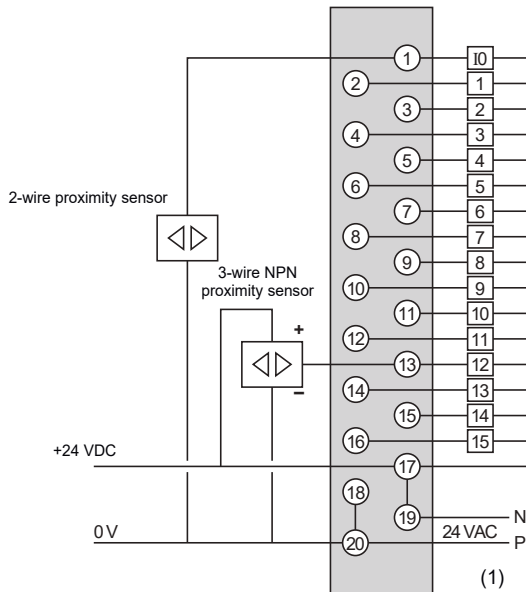 1 I0
2 1
3 2
4 3
5 4
6 5
2-wire proximity sensor
7 6
8 7
3-wire NPN
proximity sensor
9 8
10 9
11 10
+
12 11
13 12
–
14 13
15 14
16 15
+24 VDC
17
18
19 N
0 V
20 24 VAC P
(1)